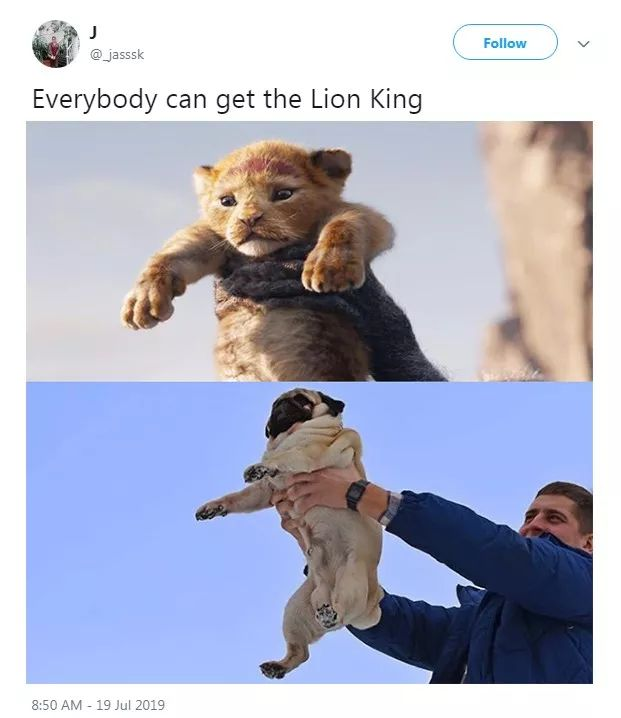 J
@_jasssk
Follow
Everybody can get the Lion King
8:50 AM - 19 Jul 2019